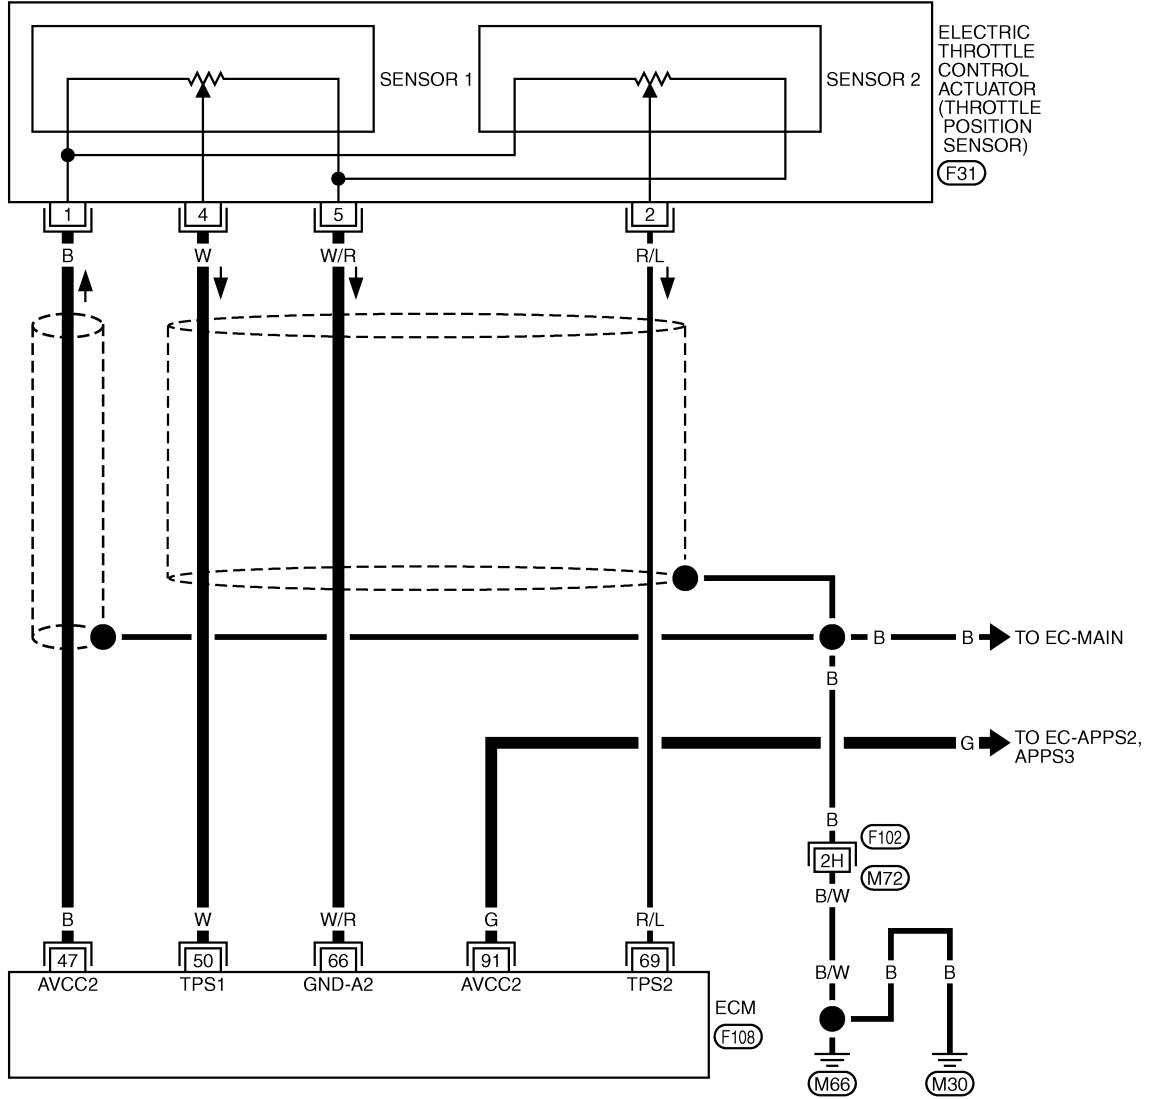 SENSOR 1
SENSOR 2
ELECTRIC
THROTTLE
CONTROL
ACTUATOR
(THROTTLE
POSITION
SENSOR)
F31
1 4 5 2
B W W/R R/L
B B TO EC-MAIN
B
G TO EC-APPS2,
APPS3
B
F102
2H
M72
B/W
B W W/R G R/L
47 50 66 91 69
B/W B B
AVCC2 TPS1 GND-A2 AVCC2 TPS2
ECM
F108
M66 M30